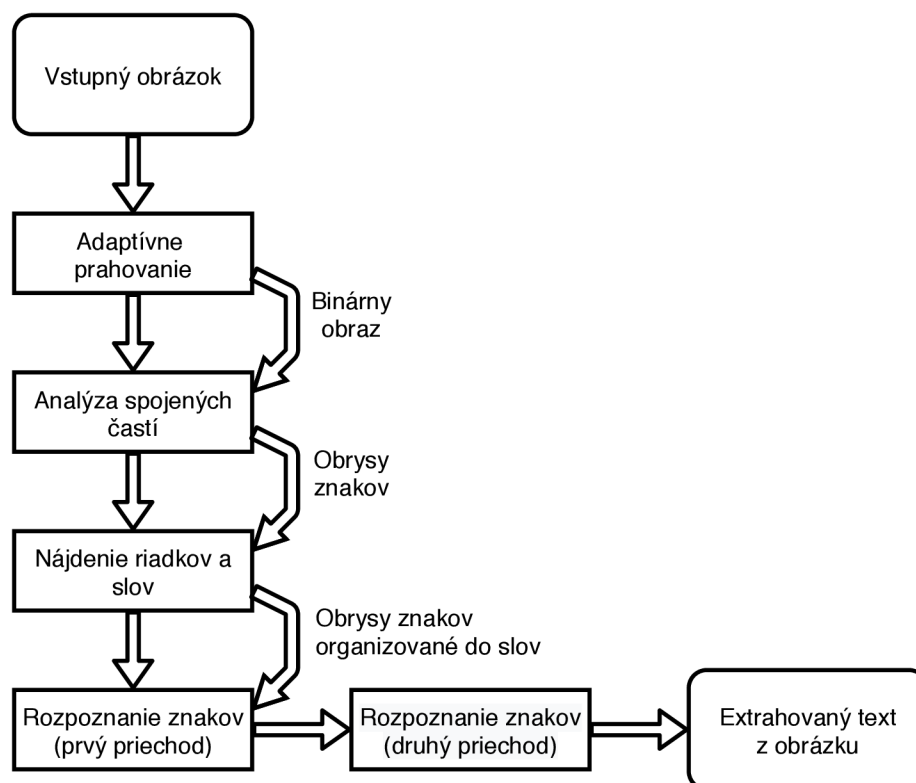 Vstupný obrázok
Adaptívne
prahovanie
Binárny
obraz
Analýza spojených
častí
Obrysy
znakov
Nájdenie riadkov a
slov
Obrysy znakov
organizované do slov
Rozpoznanie znakov
(prvý priechod)
Rozpoznanie znakov
(druhý priechod)
Extrahovaný text
z obrázku